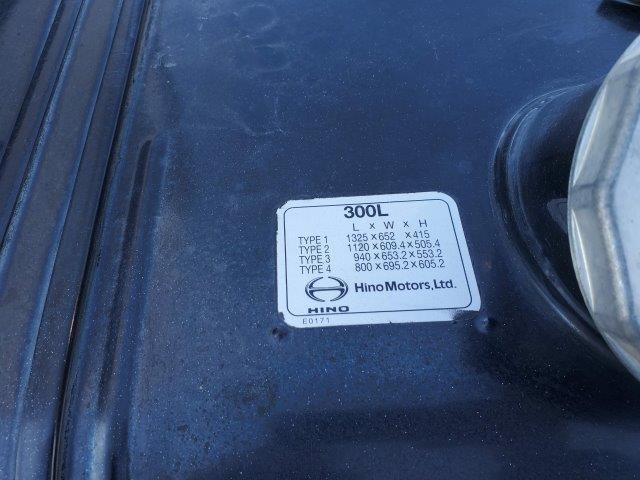 300L
L × W × H
TYPE 1 1325×652 ×415
TYPE 2 1120×609.4×505.4
TYPE 3 940×653.2×553.2
TYPE 4 800×695.2×605.2
HINO
Hino Motors, Ltd.
E0171